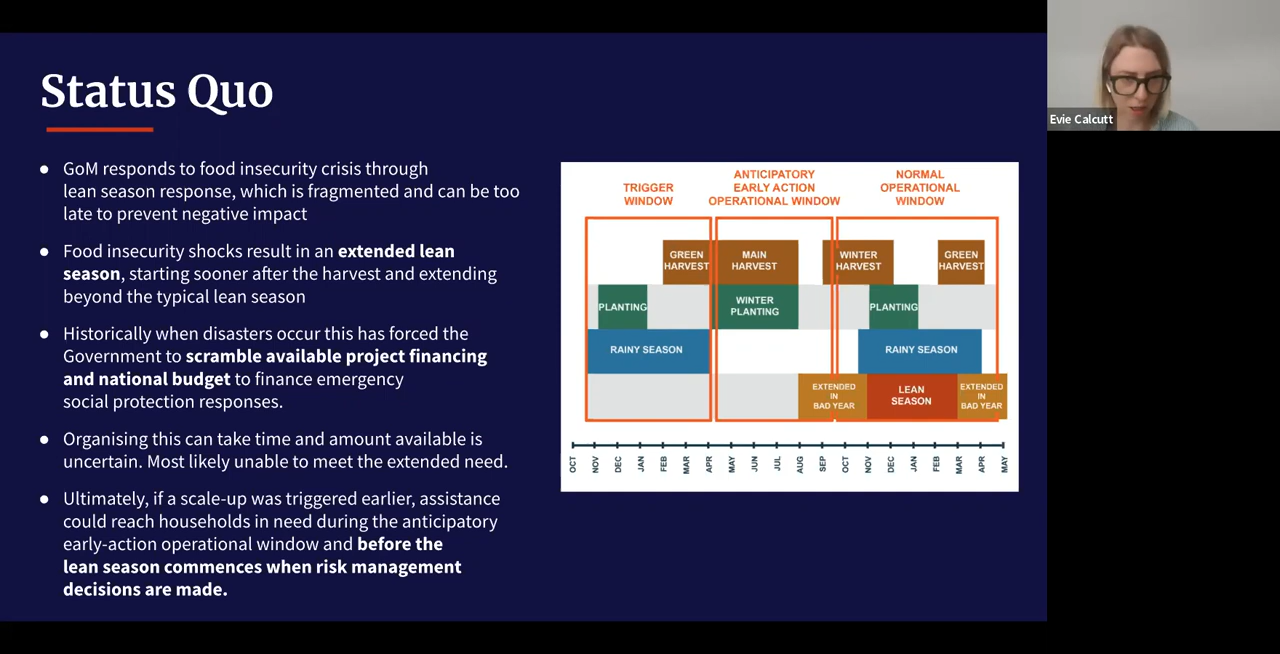 Status Quo
GoM responds to food insecurity crisis through
lean season response, which is fragmented and can be too
late to prevent negative impact
Food insecurity shocks result in an extended lean
season, starting sooner after the harvest and extending
beyond the typical lean season
Historically when disasters occur this has forced the
Government to scramble available project financing
and national budget to finance emergency
social protection responses.
Organising this can take time and amount available is
uncertain. Most likely unable to meet the extended need.
Ultimately, if a scale-up was triggered earlier, assistance
could reach households in need during the anticipatory
early-action operational window and before the
lean season commences when risk management
decisions are made.
TRIGGER
WINDOW
ANTICIPATORY
EARLY ACTION
OPERATIONAL WINDOW
NORMAL
OPERATIONAL
WINDOW
GREEN
HARVEST
MAIN
HARVEST
WINTER
HARVEST
GREEN
HARVEST
PLANTING
WINTER
PLANTING
PLANTING
RAINY SEASON
RAINY SEASON
EXTENDED
IN
BAD YEAR
LEAN
SEASON
EXTENDED
IN
BAD YEAR
OCT NOV DEC JAN FEB MAR APR MAY JUN JUL AUG SEP OCT NOV DEC JAN FEB MAR APR MAY
Evie Calcutt